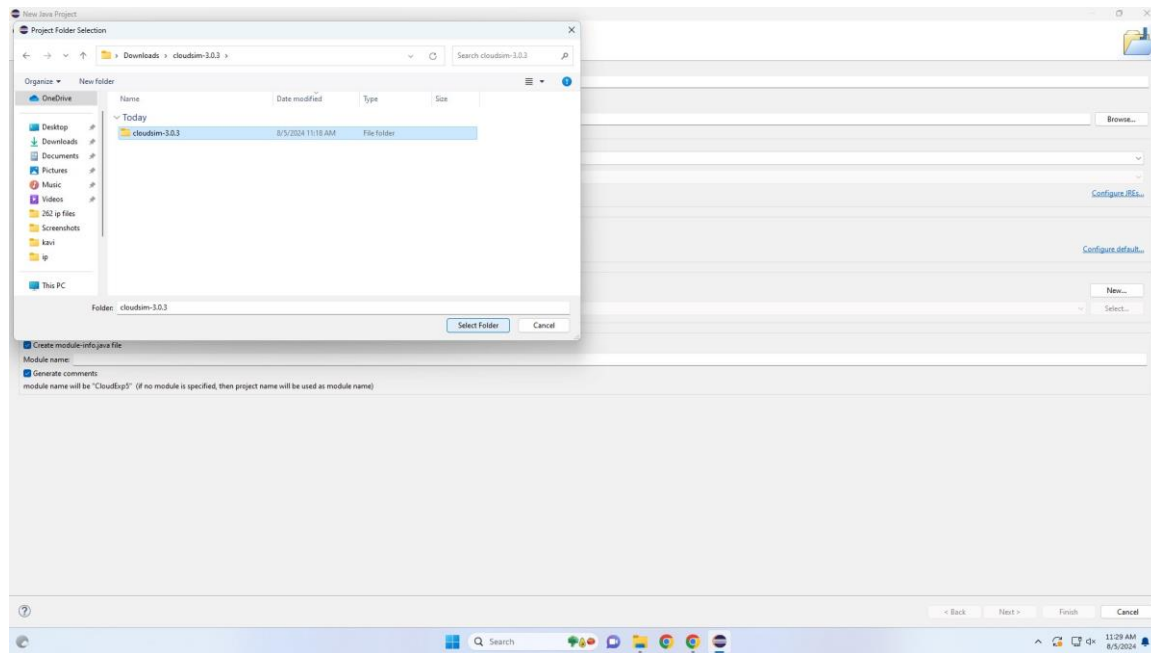 New Java Project
Project Folder Selection
Downloads > cloudsim-3.0.3 >
Search cloudsim-3.0.3
Organize
New folder
OneDrive
Name
Date modified
Type
Size
Today
Desktop
cloudsim-3.0.3
8/5/2024 11:18 AM
File folder
Browse...
Downloads
Documents
Pictures
Music
Configure JREs...
Videos
262 ip files
Screenshots
kavi
Configure default...
ip
This PC
New...
Folder: cloudsim-3.0.3
Select...
Select Folder
Cancel
Create module-info.java file
Module name:
Generate comments
module name will be "CloudExp5" (if no module is specified, then project name will be used as module name)
< Back
Next >
Finish
Cancel
Search
11:29 AM
8/5/2024